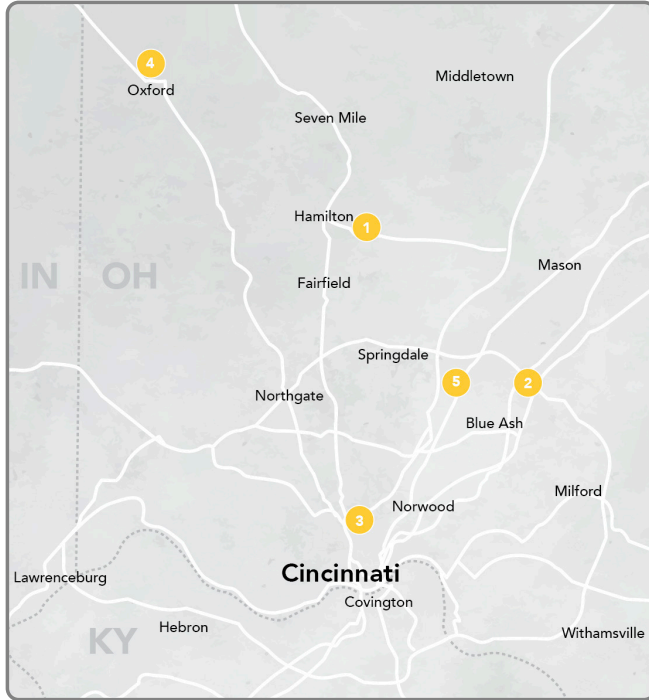 4
Middletown
Oxford
Seven Mile
Hamilton
1
Mason
IN
OH
Fairfield
Springdale
5
2
Northgate
Blue Ash
Milford
Norwood
3
Cincinnati
Lawrenceburg
Covington
Hebron
Withamsville
KY